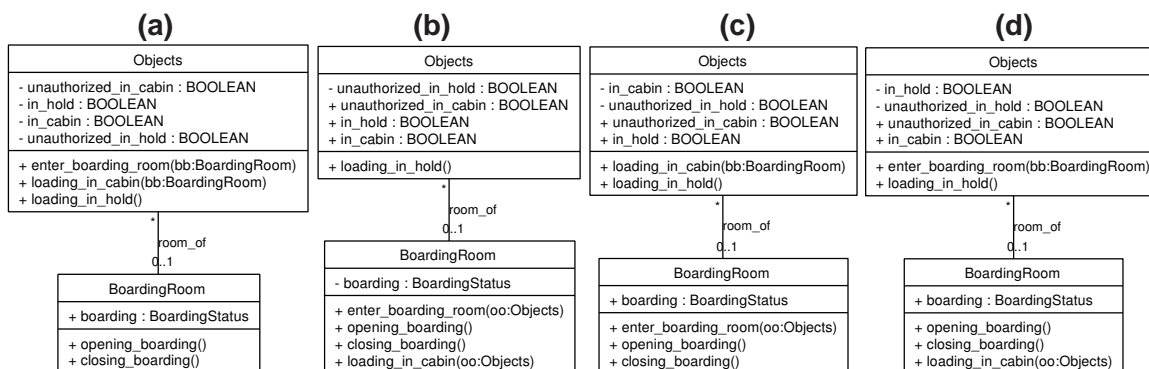 (a)
Objects
- unauthorized_in_cabin : BOOLEAN
- in_hold : BOOLEAN
- in_cabin : BOOLEAN
- unauthorized_in_hold : BOOLEAN
+ enter_boarding_room(bb:BoardingRoom)
+ loading_in_cabin(bb:BoardingRoom)
+ loading_in_hold()
*
room_of
0..1
BoardingRoom
+ boarding : BoardingStatus
+ opening_boarding()
+ closing_boarding()
(b)
Objects
- unauthorized_in_hold : BOOLEAN
+ unauthorized_in_cabin : BOOLEAN
+ in_hold : BOOLEAN
+ in_cabin : BOOLEAN
+ loading_in_hold()
*
room_of
0..1
BoardingRoom
- boarding : BoardingStatus
+ enter_boarding_room(oo:Objects)
+ opening_boarding()
+ closing_boarding()
+ loading_in_cabin(oo:Objects)
(c)
Objects
- in_cabin : BOOLEAN
- unauthorized_in_hold : BOOLEAN
+ unauthorized_in_cabin : BOOLEAN
+ in_hold : BOOLEAN
+ loading_in_cabin(bb:BoardingRoom)
+ loading_in_hold()
*
room_of
0..1
BoardingRoom
+ boarding : BoardingStatus
+ enter_boarding_room(oo:Objects)
+ opening_boarding()
+ closing_boarding()
(d)
Objects
- in_hold : BOOLEAN
- unauthorized_in_hold : BOOLEAN
+ unauthorized_in_cabin : BOOLEAN
+ in_cabin : BOOLEAN
+ enter_boarding_room(bb:BoardingRoom)
+ loading_in_hold()
*
room_of
0..1
BoardingRoom
+ boarding : BoardingStatus
+ opening_boarding()
+ closing_boarding()
+ loading_in_cabin(oo:Objects)